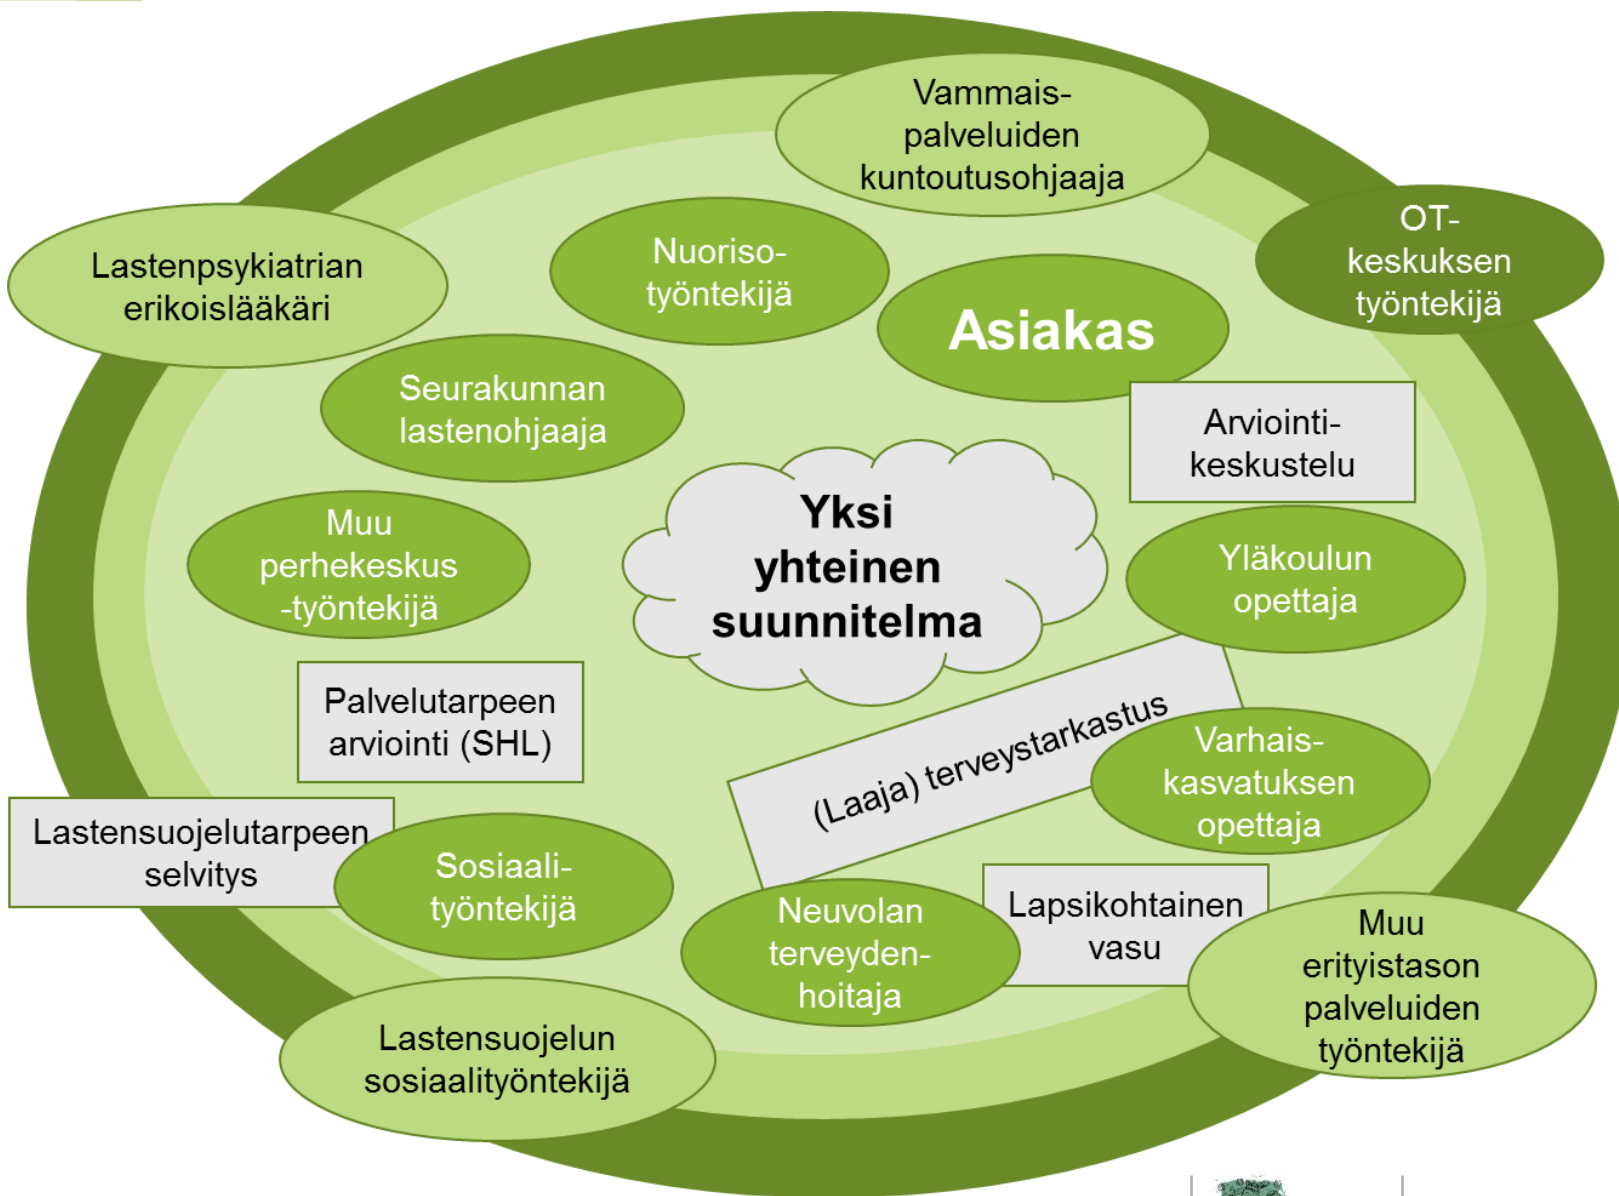 Vammais-
palveluiden
kuntoutusohjaaja
OT-
keskuksen
työntekijä
Lastenpsykiatrian
erikoislääkäri
Nuoriso-
työntekijä
Asiakas
Seurakunnan
lastenohjaaja
Arviointi-
keskustelu
Yksi
yhteinen
suunnitelma
Muu
perhekeskus
-työntekijä
Yläkoulun
opettaja
Palvelutarpeen
arviointi (SHL)
(Laaja) terveystarkastus
Varhais-
kasvatuksen
opettaja
Lastensuojelutarpeen
selvitys
Sosiaali-
työntekijä
Neuvolan
terveyden-
hoitaja
Lapsikohtainen
vasu
Muu
erityistason
palveluiden
työntekijä
Lastensuojelun
sosiaalityöntekijä